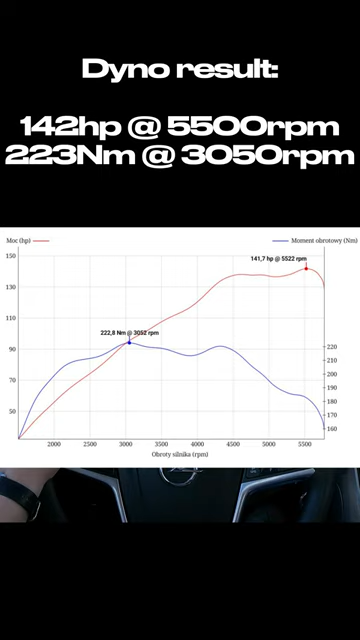 Dyno result:
142hp @ 5500rpm
223Nm @ 3050rpm
Moc (hp)
Moment obrotowy (Nm)
150
141,7 hp @ 5522 rpm
130
110
222,8 Nm @ 3052 rpm
90
220
210
70
200
190
50
180
170
160
2000 2500 3000 3500 4000 4500 5000 5500
Obroty silnika (rpm)